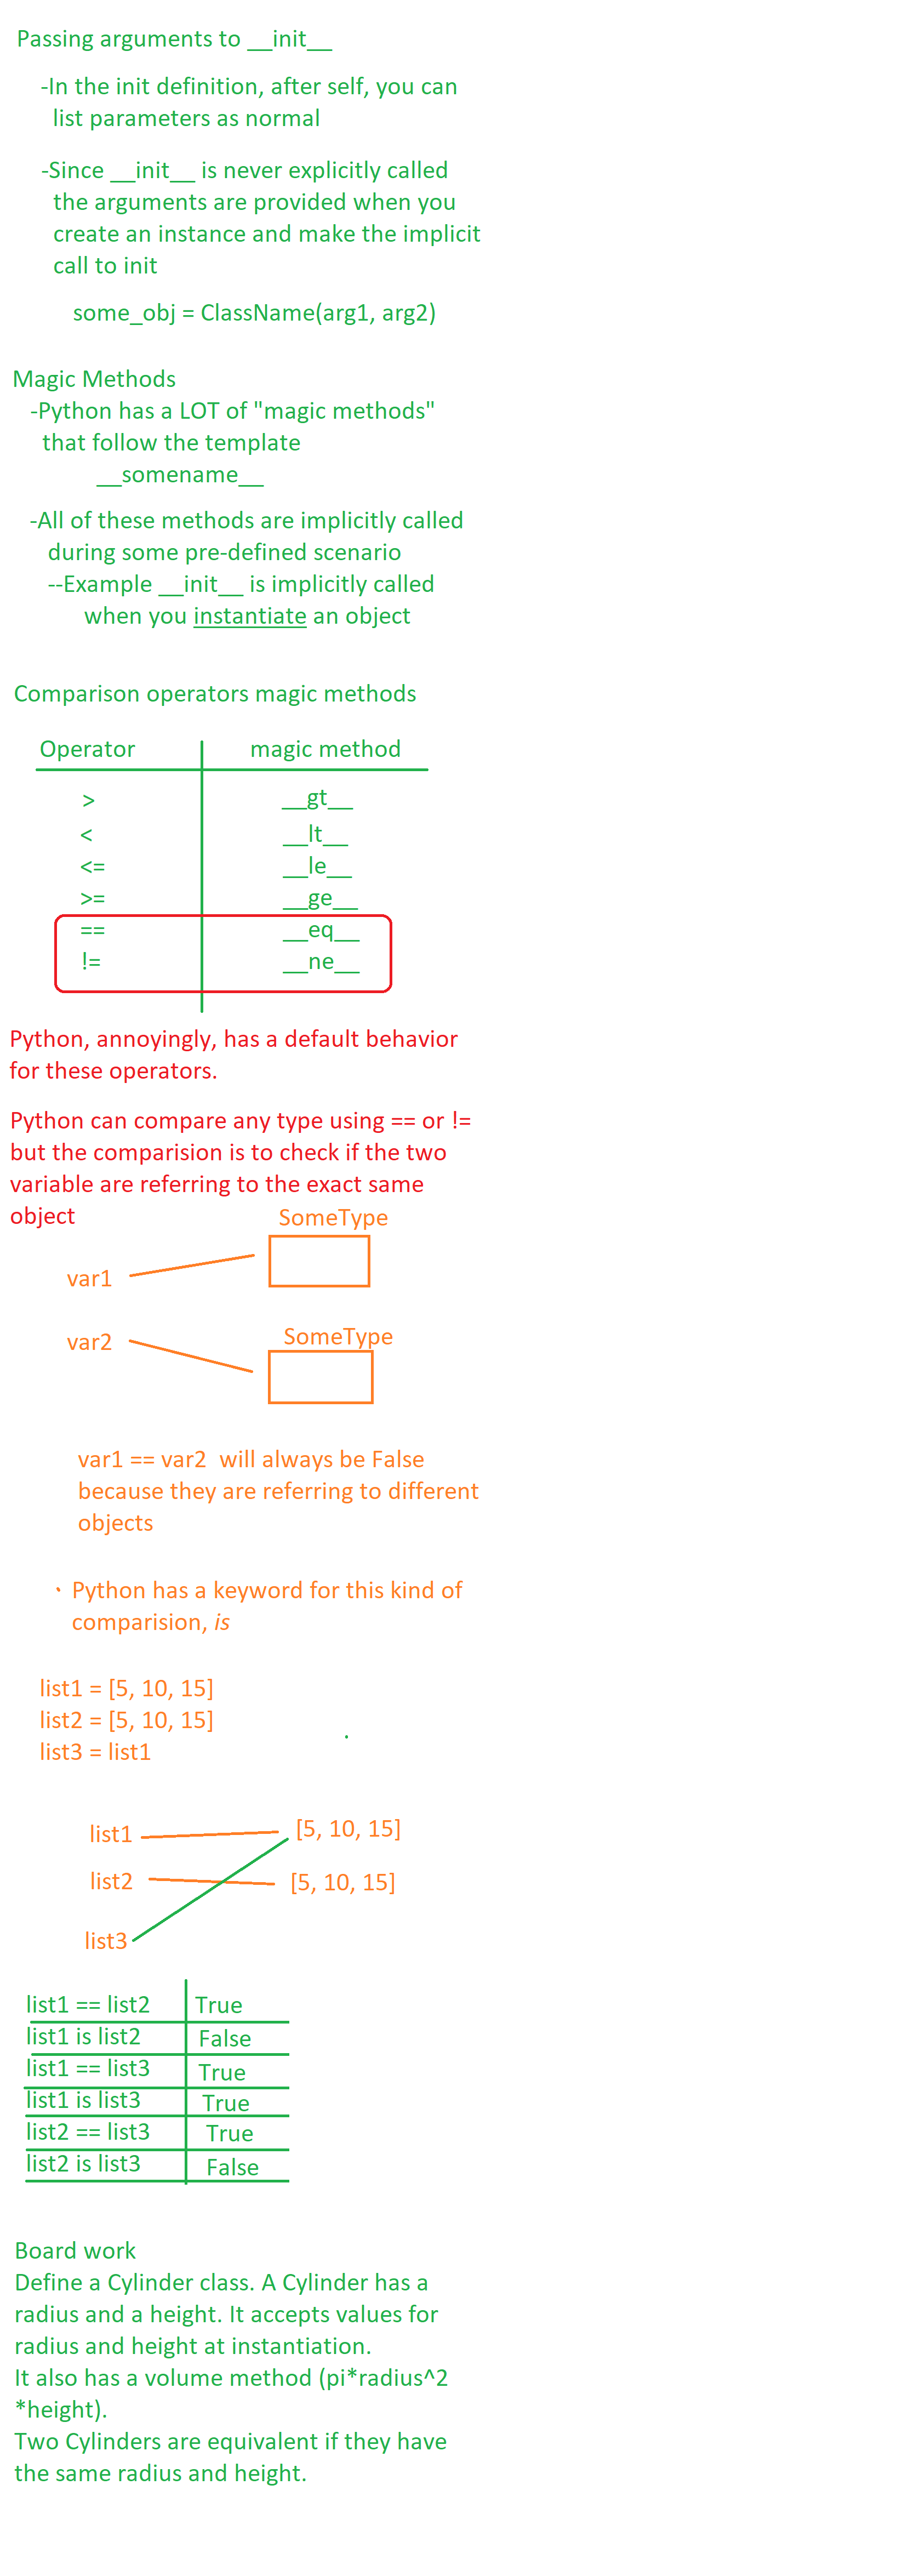 Passing arguments to __init__
-In the init definition, after self, you can
list parameters as normal
-Since __init__ is never explicitly called
the arguments are provided when you
create an instance and make the implicit
call to init
some_obj = ClassName(arg1, arg2)
Magic Methods
-Python has a LOT of "magic methods"
that follow the template
__somename__
-All of these methods are implicitly called
during some pre-defined scenario
--Example __init__ is implicitly called
when you instantiate an object
Comparison operators magic methods
Operator magic method
> __gt__
< __lt__
<= __le__
>= __ge__
== __eq__
!= __ne__
Python, annoyingly, has a default behavior
for these operators.
Python can compare any type using == or !=
but the comparision is to check if the two
variable are referring to the exact same
object
SomeType
var1
SomeType
var2
var1 == var2  will always be False
because they are referring to different
objects
Python has a keyword for this kind of
comparision, is
list1 = [5, 10, 15]
list2 = [5, 10, 15]
list3 = list1
list1 [5, 10, 15]
list2 [5, 10, 15]
list3
list1 == list2 True
list1 is list2 False
list1 == list3 True
list1 is list3 True
list2 == list3 True
list2 is list3 False
Board work
Define a Cylinder class. A Cylinder has a
radius and a height. It accepts values for
radius and height at instantiation.
It also has a volume method (pi*radius^2
*height).
Two Cylinders are equivalent if they have
the same radius and height.